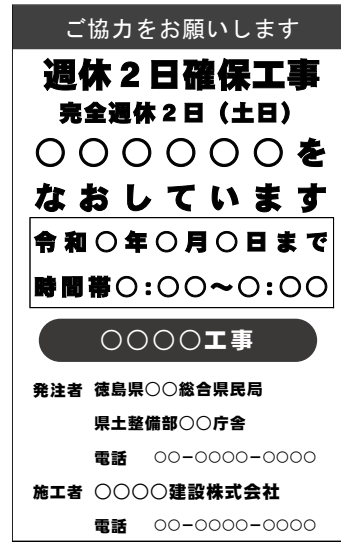 ご協力をお願いします
週休２日確保工事
完全週休２日（土日）
○○○○○○を
なおしています
令和○年○月○日まで
時間帯○:○○～○:○○
○○○○工事
発注者 徳島県○○総合県民局
県土整備部○○庁舎
電話 ○○−○○○○−○○○○
施工者 ○○○○建設株式会社
電話 ○○−○○○○−○○○○